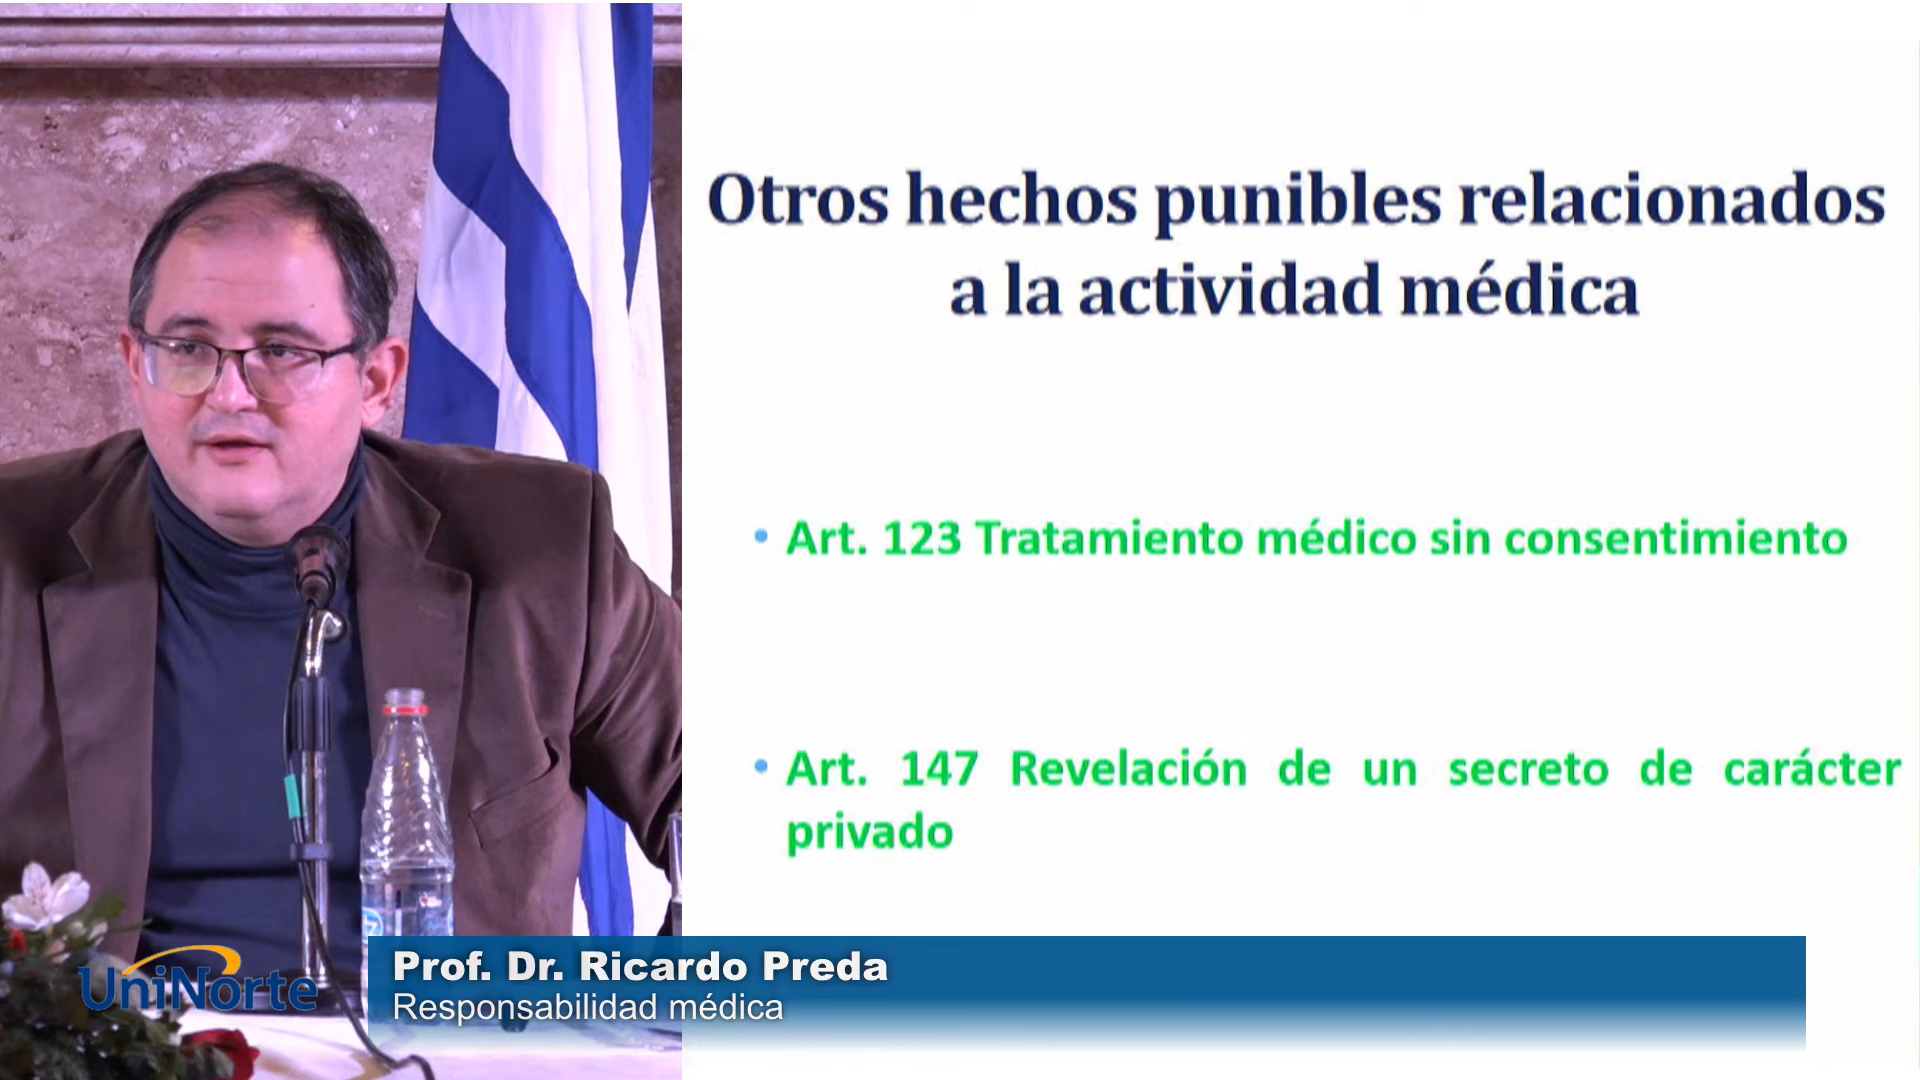 Otros hechos punibles relacionados
a la actividad médica
• Art. 123 Tratamiento médico sin consentimiento
• Art. 147 Revelación de un secreto de carácter
privado
UniNorte
Prof. Dr. Ricardo Preda
Responsabilidad médica